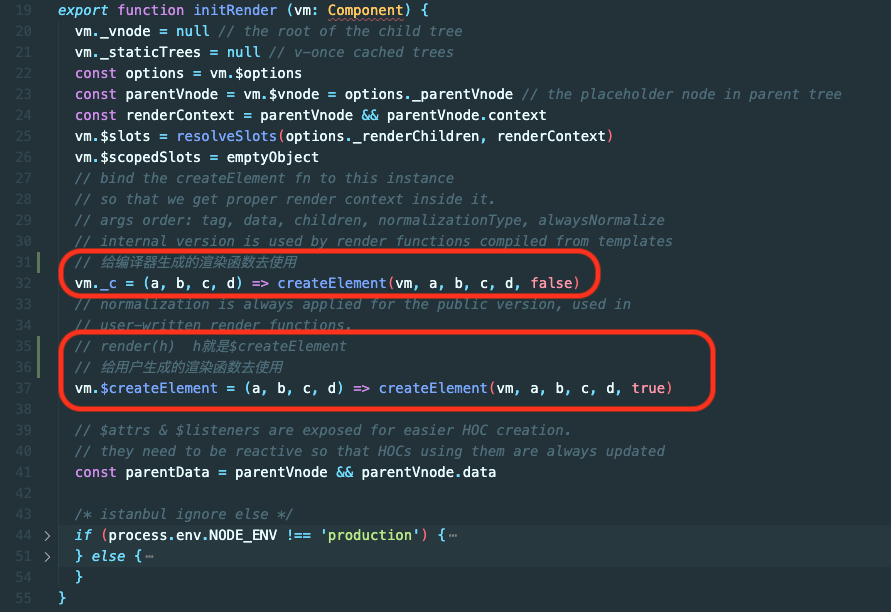 19 export function initRender (vm: Component) {
20 vm._vnode = null // the root of the child tree
21 vm._staticTrees = null // v-once cached trees
22 const options = vm.$options
23 const parentVnode = vm.$vnode = options._parentVnode // the placeholder node in parent tree
24 const renderContext = parentVnode && parentVnode.context
25 vm.$slots = resolveSlots(options._renderChildren, renderContext)
26 vm.$scopedSlots = emptyObject
27 // bind the createElement fn to this instance
28 // so that we get proper render context inside it.
29 // args order: tag, data, children, normalizationType, alwaysNormalize
30 // internal version is used by render functions compiled from templates
31 // 给编译器生成的渲染函数去使用
32 vm._c = (a, b, c, d) => createElement(vm, a, b, c, d, false)
33 // normalization is always applied for the public version, used in
34 // user-written render functions.
35 // render(h) h就是$createElement
36 // 给用户生成的渲染函数去使用
37 vm.$createElement = (a, b, c, d) => createElement(vm, a, b, c, d, true)
38
39 // $attrs & $listeners are exposed for easier HOC creation.
40 // they need to be reactive so that HOCs using them are always updated
41 const parentData = parentVnode && parentVnode.data
42
43 /* istanbul ignore else */
44 if (process.env.NODE_ENV !== 'production') {⋯
51 } else {⋯
54 }
55 }